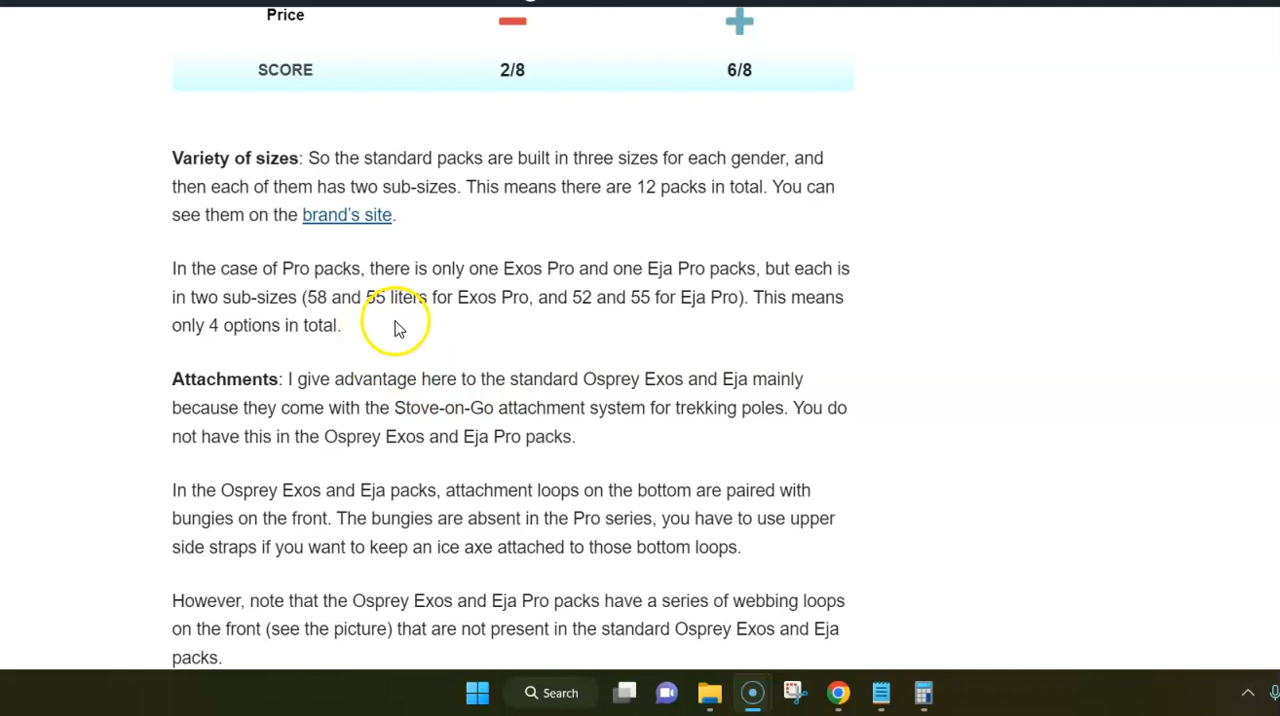 Price
SCORE 2/8 6/8
Variety of sizes: So the standard packs are built in three sizes for each gender, and
then each of them has two sub-sizes. This means there are 12 packs in total. You can
see them on the brand’s site.
In the case of Pro packs, there is only one Exos Pro and one Eja Pro packs, but each is
in two sub-sizes (58 and 55 liters for Exos Pro, and 52 and 55 for Eja Pro). This means
only 4 options in total.
Attachments: I give advantage here to the standard Osprey Exos and Eja mainly
because they come with the Stove-on-Go attachment system for trekking poles. You do
not have this in the Osprey Exos and Eja Pro packs.
In the Osprey Exos and Eja packs, attachment loops on the bottom are paired with
bungies on the front. The bungies are absent in the Pro series, you have to use upper
side straps if you want to keep an ice axe attached to those bottom loops.
However, note that the Osprey Exos and Eja Pro packs have a series of webbing loops
on the front (see the picture) that are not present in the standard Osprey Exos and Eja
packs.
Search